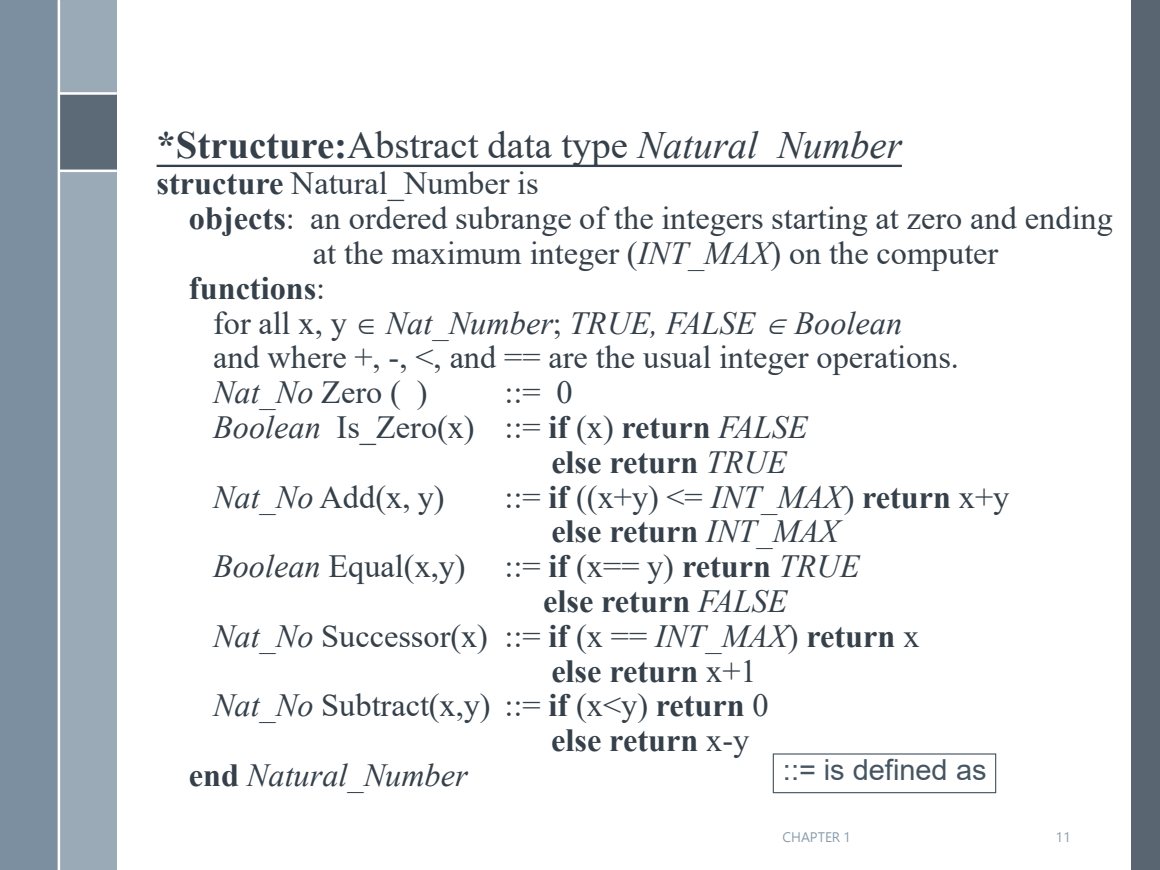 *Structure:Abstract data type Natural_Number
structure Natural_Number is
objects: an ordered subrange of the integers starting at zero and ending
at the maximum integer (INT_MAX) on the computer
functions:
for all x, y ∈ Nat_Number; TRUE, FALSE ∈ Boolean
and where +, -, <, and == are the usual integer operations.
Nat_No Zero ( ) ::= 0
Boolean Is_Zero(x) ::= if (x) return FALSE
else return TRUE
Nat_No Add(x, y) ::= if ((x+y) <= INT_MAX) return x+y
else return INT_MAX
Boolean Equal(x,y) ::= if (x== y) return TRUE
else return FALSE
Nat_No Successor(x) ::= if (x == INT_MAX) return x
else return x+1
Nat_No Subtract(x,y) ::= if (x<y) return 0
else return x-y
end Natural_Number
::= is defined as
CHAPTER 1 11